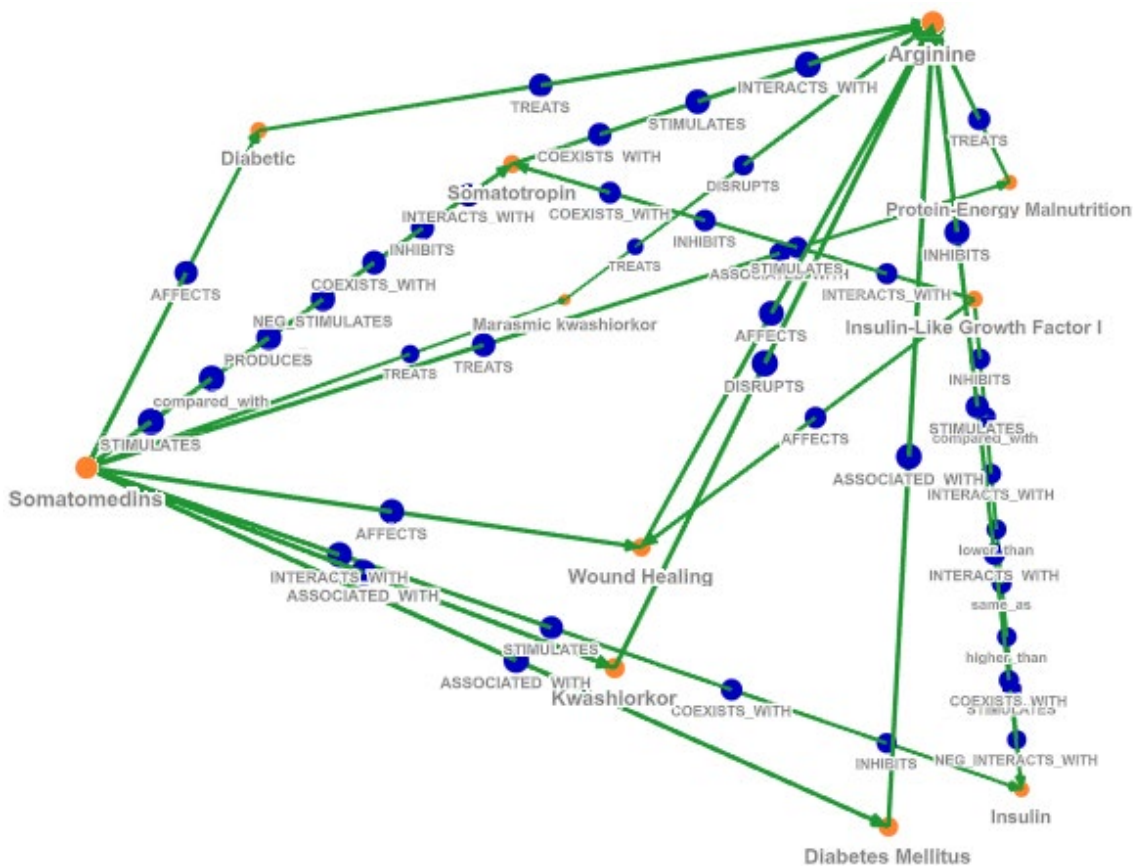 Arginine
INTERACTS_WITH
TREATS
STIMULATES
TREATS
Diabetic
COEXISTS_WITH
DISRUPTS
Somatotropin
Protein-Energy Malnutrition
COEXISTS_WITH
INTERACTS_WITH
INHIBITS
INHIBITS
INHIBITS
TREATS
ASSOCIATED_WITH
STIMULATES
COEXISTS_WITH
AFFECTS
INTERACTS_WITH
NEG_STIMULATES
Marasmic kwashiorkor
AFFECTS
Insulin-Like Growth Factor I
PRODUCES
TREATS
TREATS
DISRUPTS
INHIBITS
compared_with
STIMULATES
AFFECTS
compared_with
STIMULATES
ASSOCIATED_WITH
Somatomedins
INTERACTS_WITH
AFFECTS
lower_than
Wound Healing
INTERACTS_WITH
INTERACTS_WITH
ASSOCIATED_WITH
same_as
STIMULATES
higher_than
ASSOCIATED_WITH
Kwashiorkor
COEXISTS_WITH
COEXISTS_WITH
STIMULATES
INHIBITS
NEG_INTERACTS_WITH
Insulin
Diabetes Mellitus